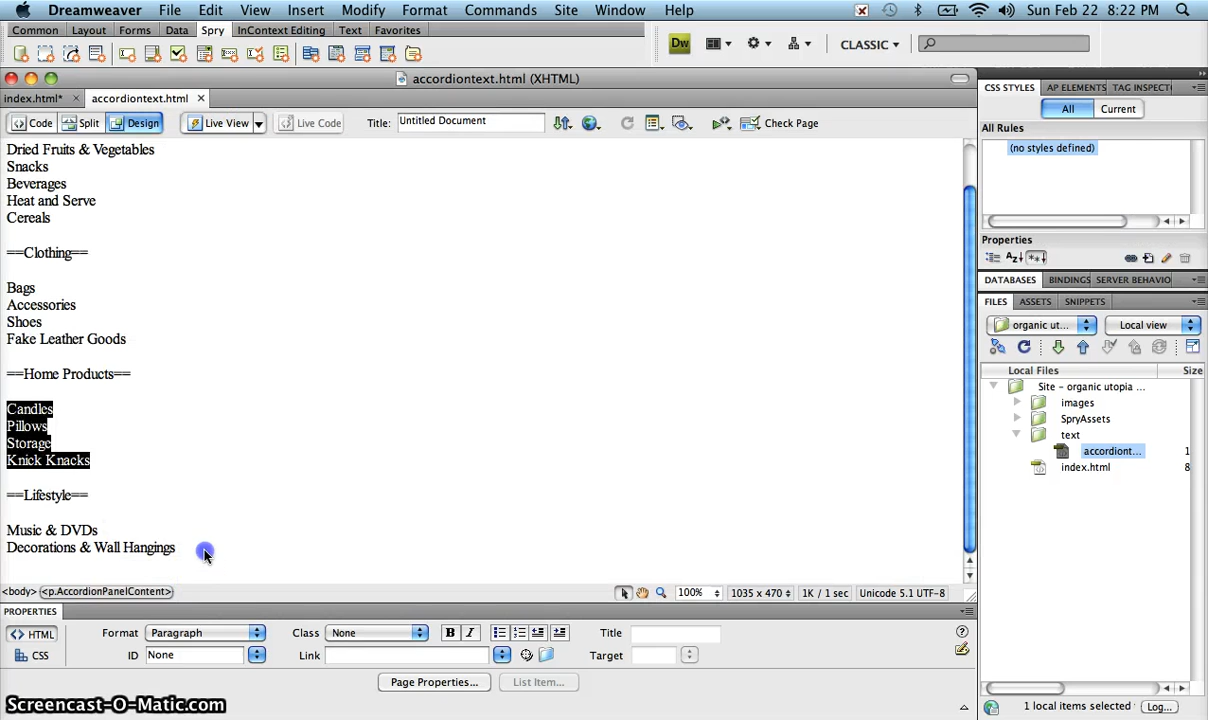 Dreamweaver File Edit View Insert Modify Format Commands Site Window Help Sun Feb 22 8:22 PM
Common Layout Forms Data Spry InContext Editing Text Favorites
Dw CLASSIC
accordiontext.html (XHTML)
index.html* accordiontext.html
Code Split Design Live View Live Code Title: Untitled Document Check Page
Dried Fruits & Vegetables
Snacks
Beverages
Heat and Serve
Cereals
==Clothing==
Bags
Accessories
Shoes
Fake Leather Goods
==Home Products==
Candles
Pillows
Storage
Knick Knacks
==Lifestyle==
Music & DVDs
Decorations & Wall Hangings
<body> <p.AccordionPanelContent> 100% 1035 x 470 1K / 1 sec Unicode 5.1 UTF-8
PROPERTIES
HTML Format Paragraph Class None B I Title
CSS ID None Link Target
Page Properties... List Item...
Screencast-O-Matic.com
CSS STYLES AP ELEMENTS TAG INSPECT
All Current
All Rules
(no styles defined)
Properties
DATABASES BINDINGS SERVER BEHAVIO
FILES ASSETS SNIPPETS
organic ut... Local view
Local Files Size
Site - organic utopia ...
images
SpryAssets
text
accordiont... 1
index.html 8
1 local items selected Log...